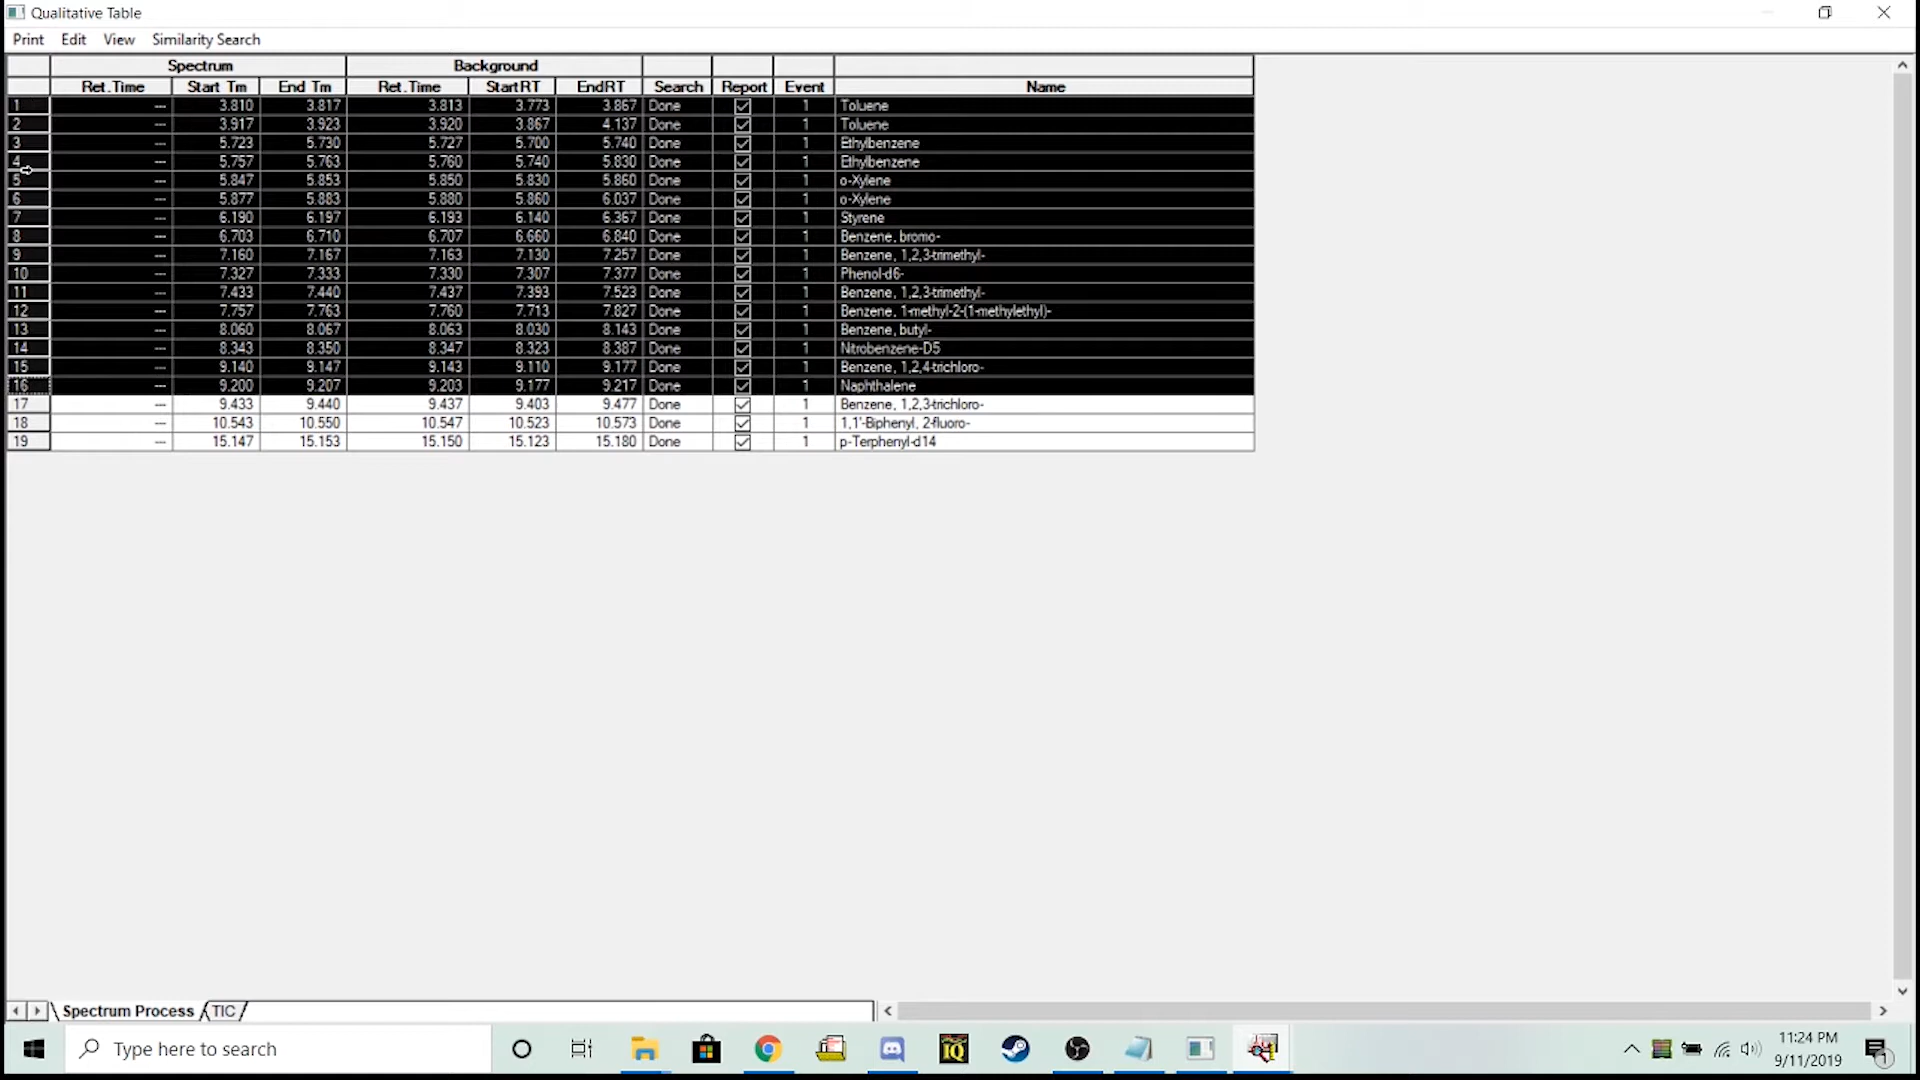 Qualitative Table
Print Edit View Similarity Search
Spectrum Background
Ret.Time Start Tm End Tm Ret.Time StartRT EndRT Search Report Event Name
1 --- 3.810 3.817 3.813 3.773 3.867 Done 1 Toluene
2 --- 3.917 3.923 3.920 3.867 4.137 Done 1 Toluene
3 --- 5.723 5.730 5.727 5.700 5.740 Done 1 Ethylbenzene
4 --- 5.757 5.763 5.760 5.740 5.830 Done 1 Ethylbenzene
5 --- 5.847 5.853 5.850 5.830 5.860 Done 1 o-Xylene
6 --- 5.877 5.883 5.880 5.860 6.037 Done 1 o-Xylene
7 --- 6.190 6.197 6.193 6.140 6.367 Done 1 Styrene
8 --- 6.703 6.710 6.707 6.660 6.840 Done 1 Benzene, bromo-
9 --- 7.160 7.167 7.163 7.130 7.257 Done 1 Benzene, 1,2,3-trimethyl-
10 --- 7.327 7.333 7.330 7.307 7.377 Done 1 Phenol-d6-
11 --- 7.433 7.440 7.437 7.393 7.523 Done 1 Benzene, 1,2,3-trimethyl-
12 --- 7.757 7.763 7.760 7.713 7.827 Done 1 Benzene, 1-methyl-2-(1-methylethyl)-
13 --- 8.060 8.067 8.063 8.030 8.143 Done 1 Benzene, butyl-
14 --- 8.343 8.350 8.347 8.323 8.387 Done 1 Nitrobenzene-D5
15 --- 9.140 9.147 9.143 9.110 9.177 Done 1 Benzene, 1,2,4-trichloro-
16 --- 9.200 9.207 9.203 9.177 9.217 Done 1 Naphthalene
17 --- 9.433 9.440 9.437 9.403 9.477 Done 1 Benzene, 1,2,3-trichloro-
18 --- 10.543 10.550 10.547 10.523 10.573 Done 1 1,1'-Biphenyl, 2-fluoro-
19 --- 15.147 15.153 15.150 15.123 15.180 Done 1 p-Terphenyl-d14
Spectrum Process TIC
Type here to search
IQ
11:24 PM
9/11/2019
1